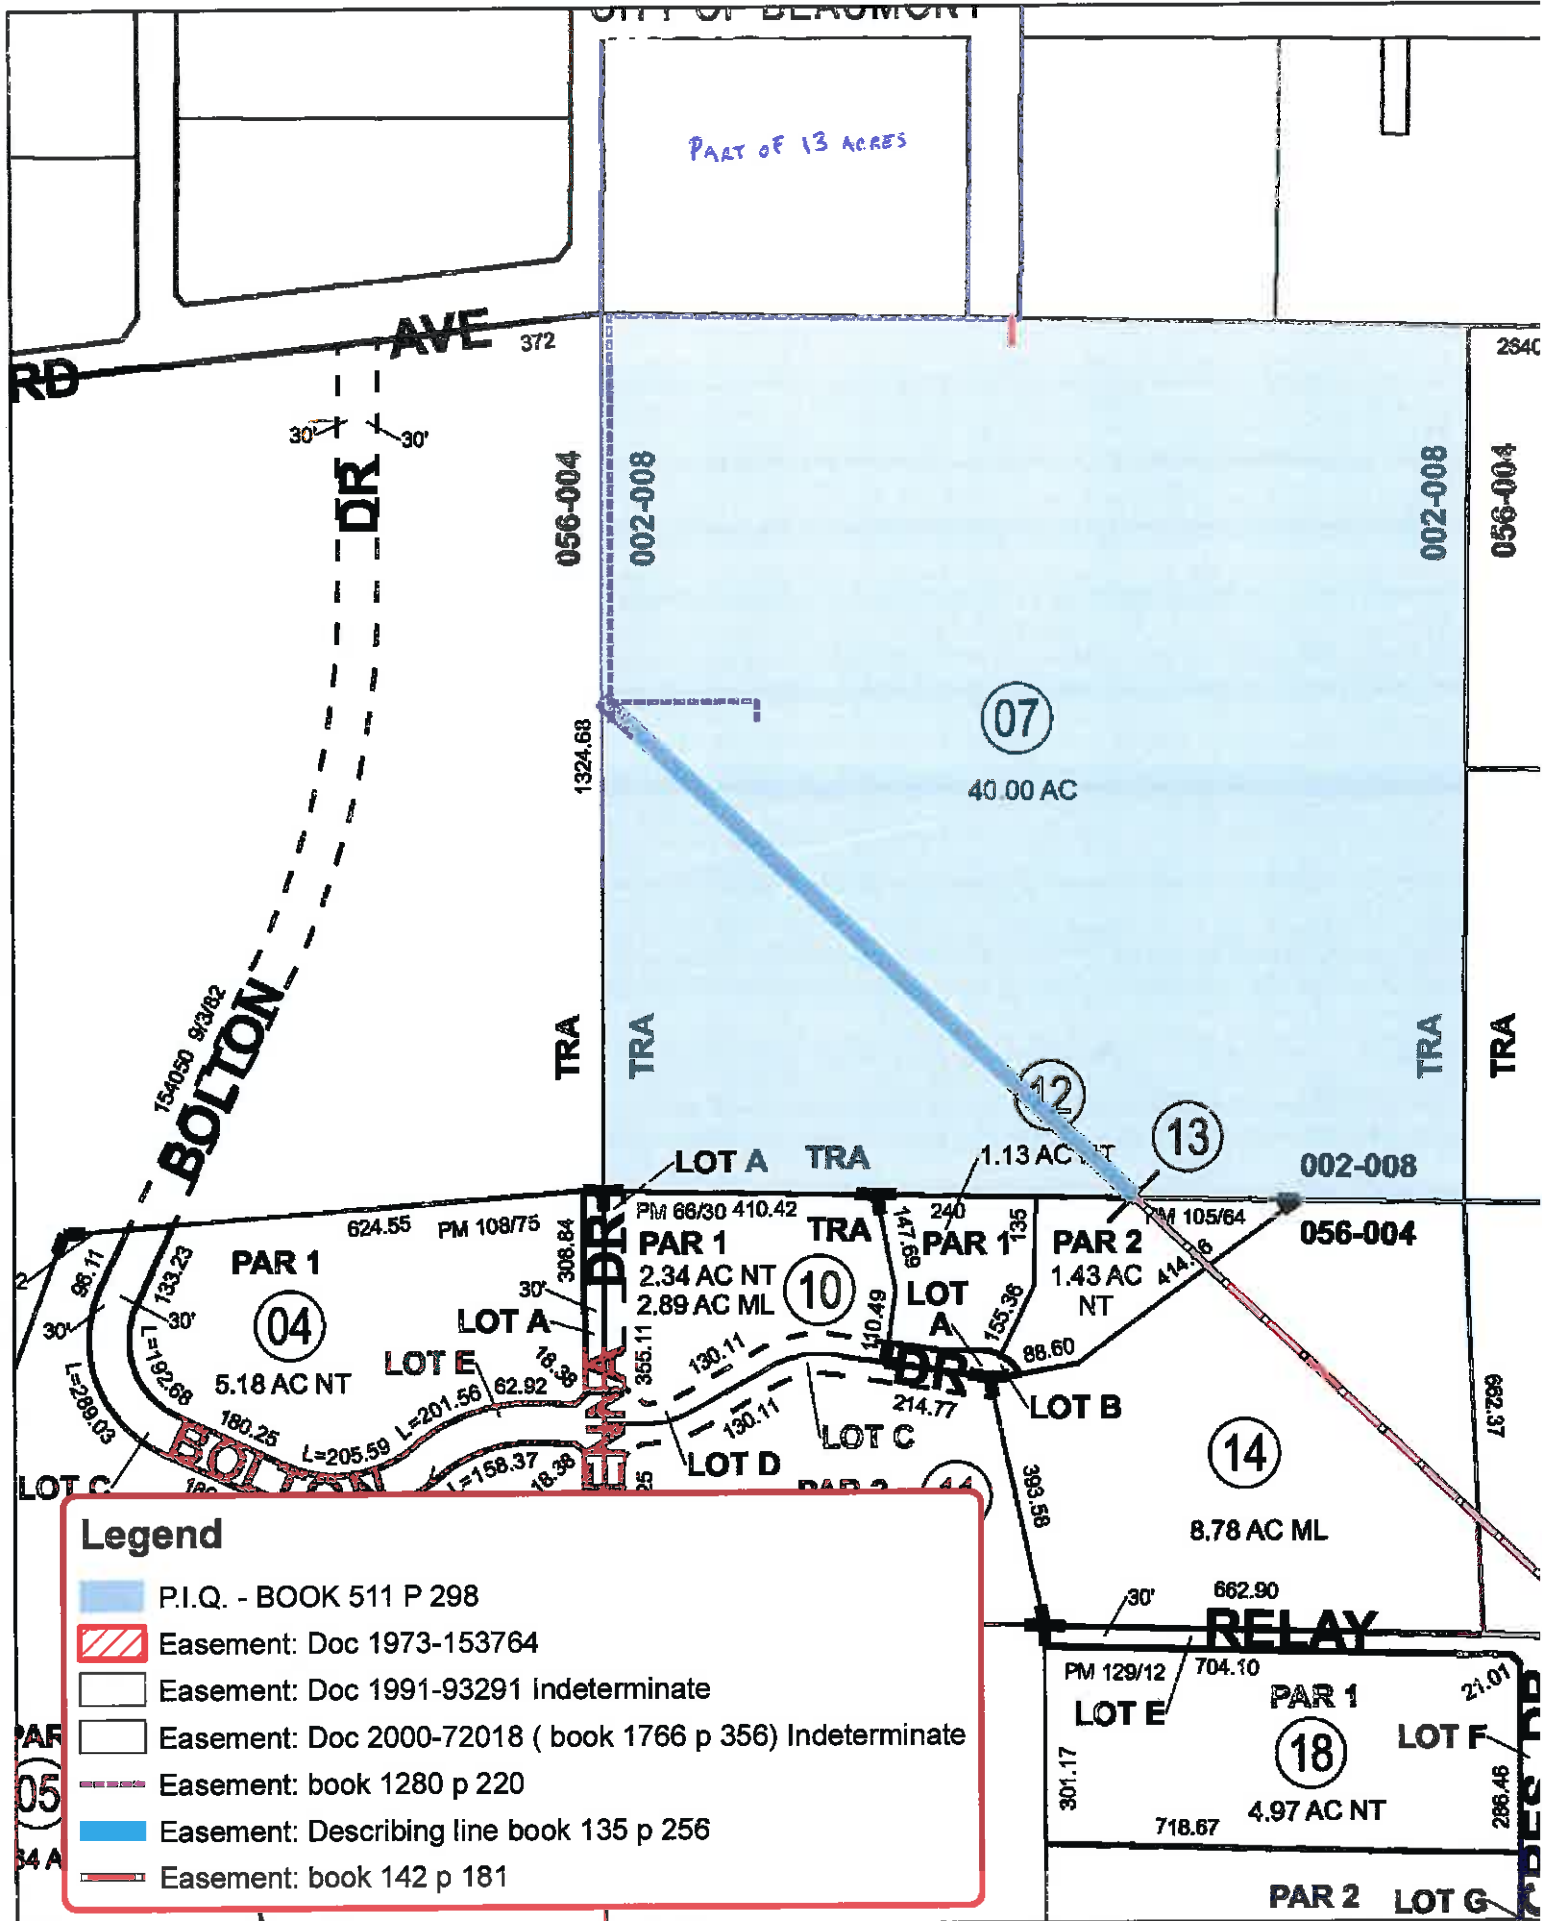 CITY OF BEAUMONT
PART OF 13 ACRES
AVE
372
RD
2640
30'
30'
DR
056-004
002-008
002-008
056-004
1324.68
07
40.00 AC
154050 9/3/82
BOLTON
TRA
TRA
TRA
TRA
12
1.13 AC NT
13
LOT A
TRA
002-008
624.55
PM 108/75
PM 66/30
410.42
240
135
PM 105/64
056-004
98.11
133.23
PAR 1
308.84
DR
PAR 1
TRA
147.69
PAR 1
PAR 2
2.34 AC NT
2.89 AC ML
10
1.43 AC
NT
30'
30'
04
LOT A
30'
LOT
A
155.36
110.49
88.60
L=192.68
L=289.03
5.18 AC NT
LOT E
18.38
355.11
130.11
DR
LOT B
662.37
180.25
L=201.56
62.92
130.11
214.77
LOT C
BOLTON
L=205.59
L=158.37
18.38
LOT D
LOT C
PAR 2
393.58
14
8.78 AC ML
662.90
30'
RELAY
PM 129/12
704.10
21.01
LOT E
PAR 1
LOT F
18
301.17
4.97 AC NT
286.46
718.67
PAR 2
LOT G
PAR
05
Legend
P.I.Q. - BOOK 511 P 298
Easement: Doc 1973-153764
Easement: Doc 1991-93291 Indeterminate
Easement: Doc 2000-72018 ( book 1766 p 356) Indeterminate
Easement: book 1280 p 220
Easement: Describing line book 135 p 256
Easement: book 142 p 181